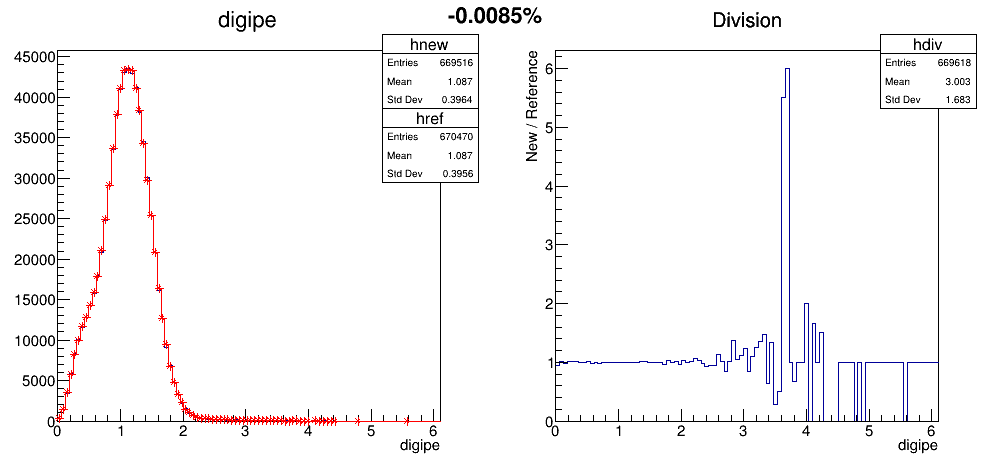 -0.0085%
digipe
hnew
Entries 669516
Mean 1.087
Std Dev 0.3964
href
Entries 670470
Mean 1.087
Std Dev 0.3956
45000
40000
35000
30000
25000
20000
15000
10000
5000
0
0 1 2 3 4 5 6
digipe
Division
hdiv
Entries 669618
Mean 3.003
Std Dev 1.683
New / Reference
6
5
4
3
2
1
0
0 1 2 3 4 5 6
digipe